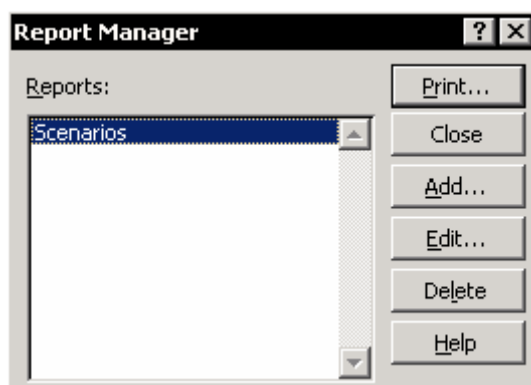 Report Manager
Reports:
Scenarios
Print...
Close
Add...
Edit...
Delete
Help